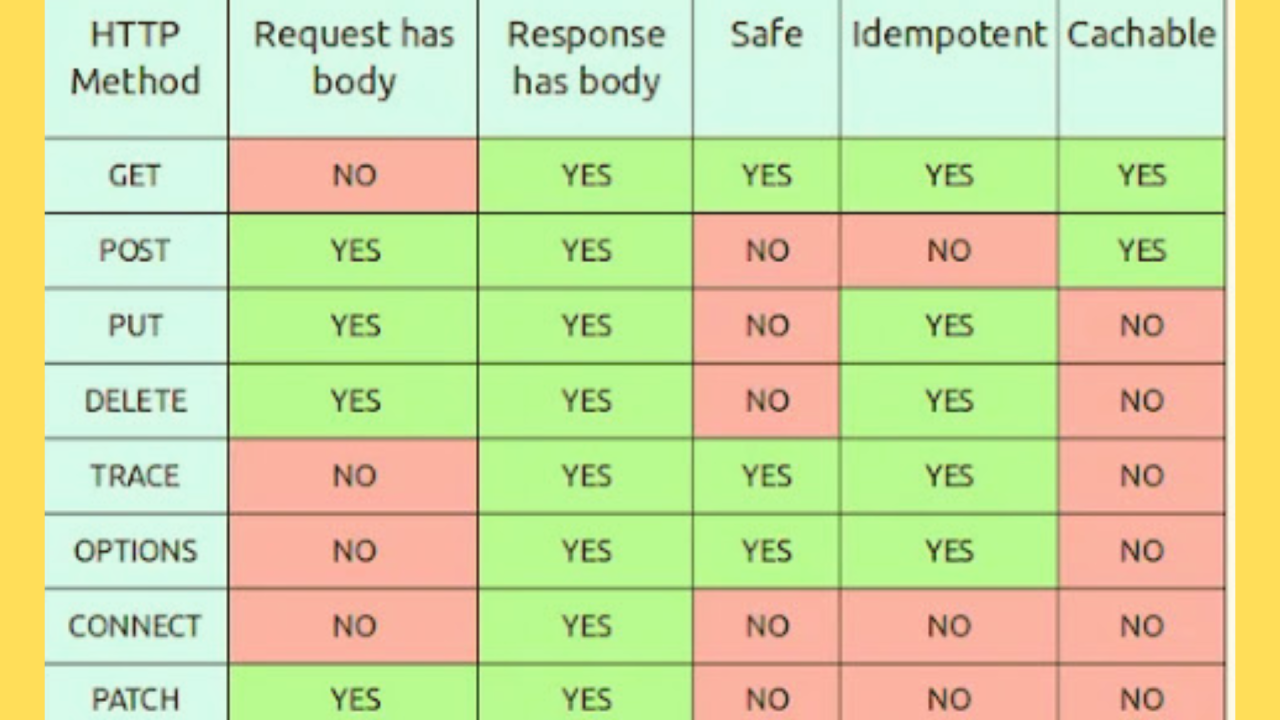 HTTP Method Request has body Response has body Safe Idempotent Cachable
GET NO YES YES YES YES
POST YES YES NO NO YES
PUT YES YES NO YES NO
DELETE YES YES NO YES NO
TRACE NO YES YES YES NO
OPTIONS NO YES YES YES NO
CONNECT NO YES NO NO NO
PATCH YES YES NO NO NO